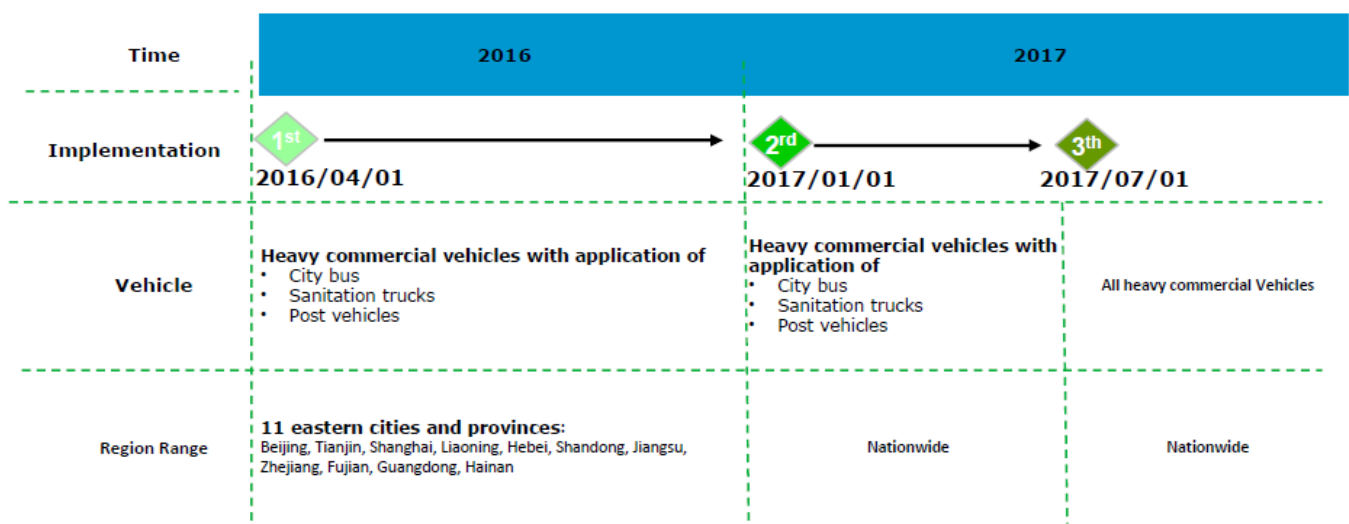 Time
2016
2017
Implementation
1st
2rd
3th
2016/04/01
2017/01/01
2017/07/01
Vehicle
Heavy commercial vehicles with application of
• City bus
• Sanitation trucks
• Post vehicles
Heavy commercial vehicles with
application of
• City bus
• Sanitation trucks
• Post vehicles
All heavy commercial Vehicles
Region Range
11 eastern cities and provinces:
Beijing, Tianjin, Shanghai, Liaoning, Hebei, Shandong, Jiangsu,
Zhejiang, Fujian, Guangdong, Hainan
Nationwide
Nationwide